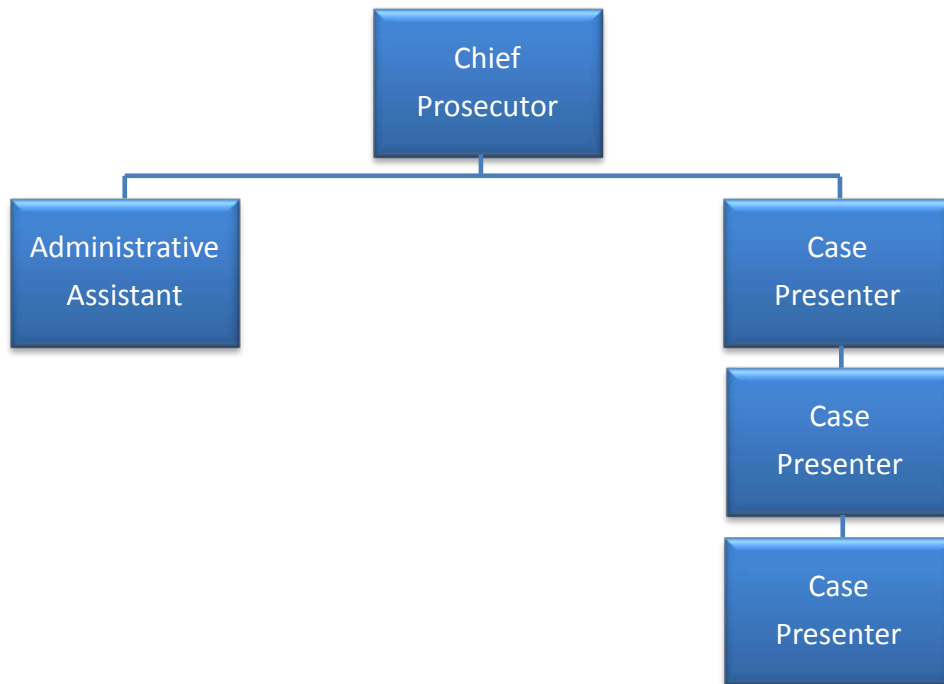 Chief
Prosecutor
Administrative
Assistant
Case
Presenter
Case
Presenter
Case
Presenter